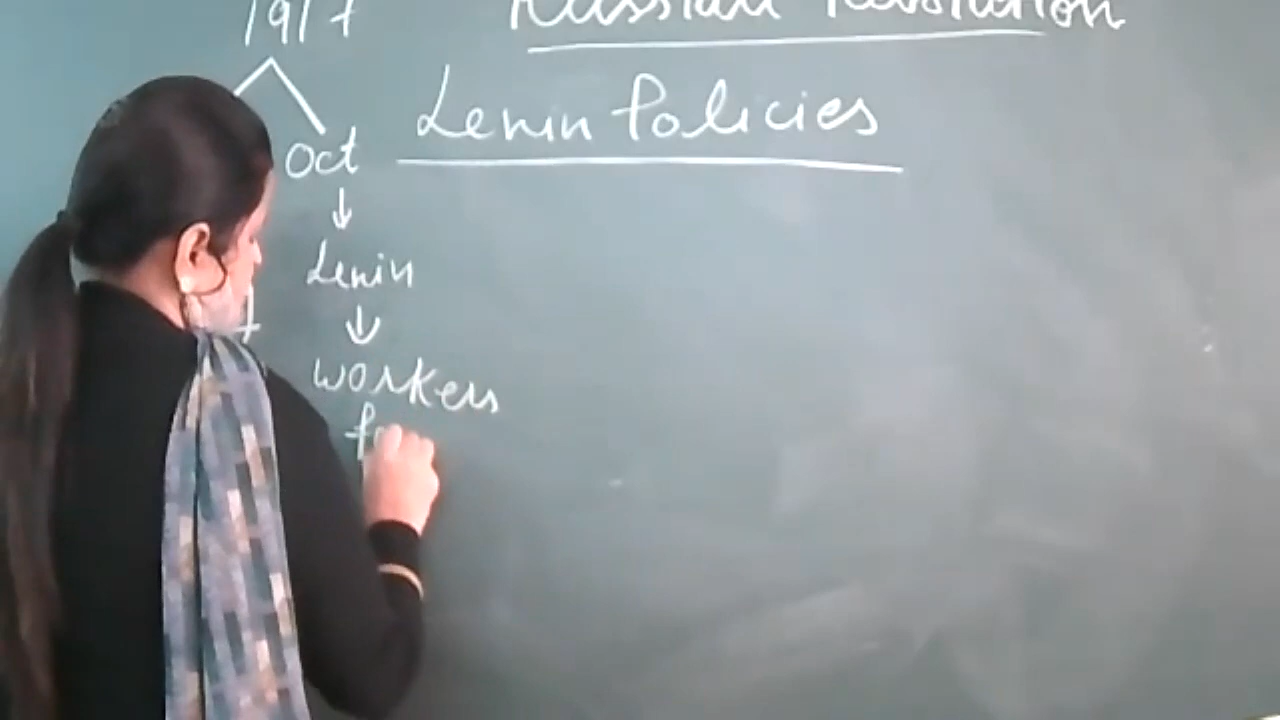 1917
Russian Revolution
Lenin Policies
Oct
↓
Lenin
↓
workers